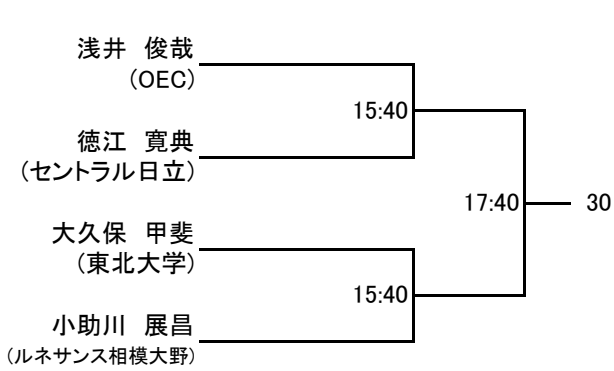 浅井　俊哉
(OEC)
15:40
徳江　寛典
(セントラル日立)
17:40
30
大久保　甲斐
(東北大学)
15:40
小助川　展昌
(ルネサンス相模大野)